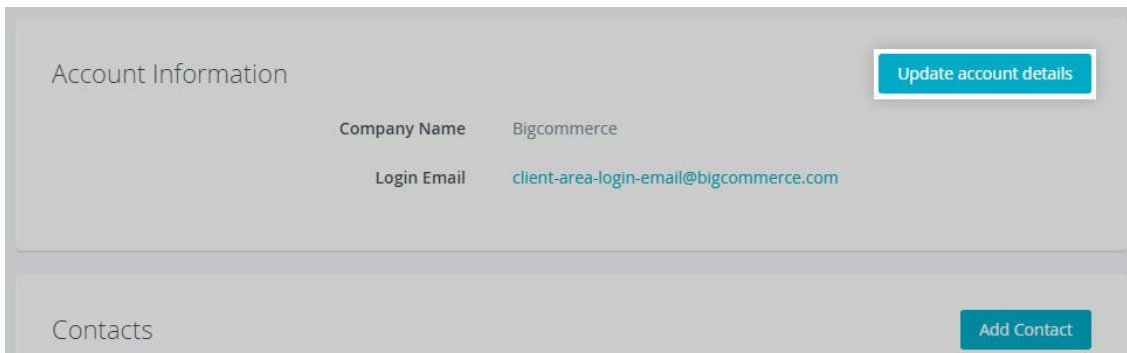 Account Information
Update account details
Company Name Bigcommerce
Login Email client-area-login-email@bigcommerce.com
Contacts
Add Contact